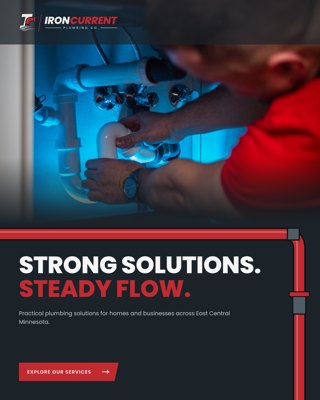 IRONCURRENT
PLUMBING CO.
STRONG SOLUTIONS.
STEADY FLOW.
Practical plumbing solutions for homes and businesses across East Central
Minnesota.
EXPLORE OUR SERVICES